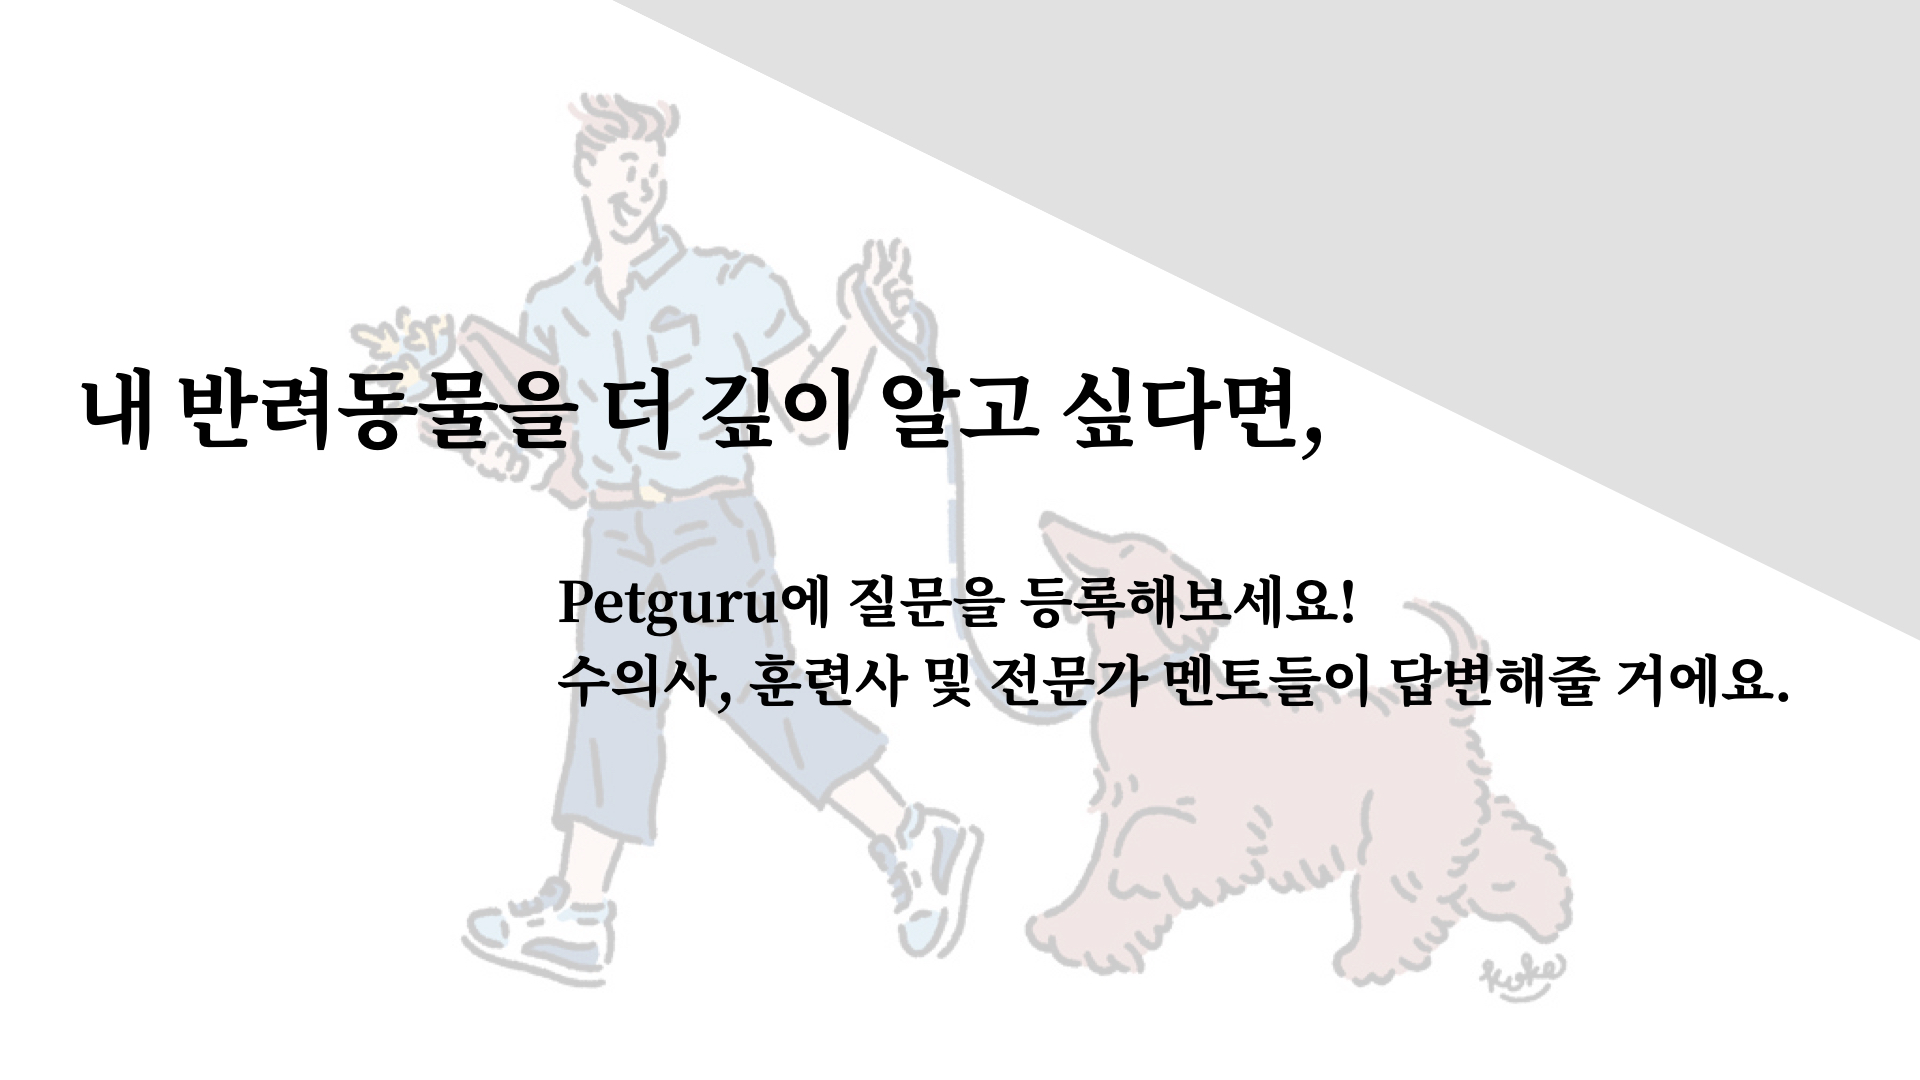 내 반려동물을 더 깊이 알고 싶다면,
Petguru에 질문을 등록해보세요!
수의사, 훈련사 및 전문가 멘토들이 답변해줄 거에요.
kuke